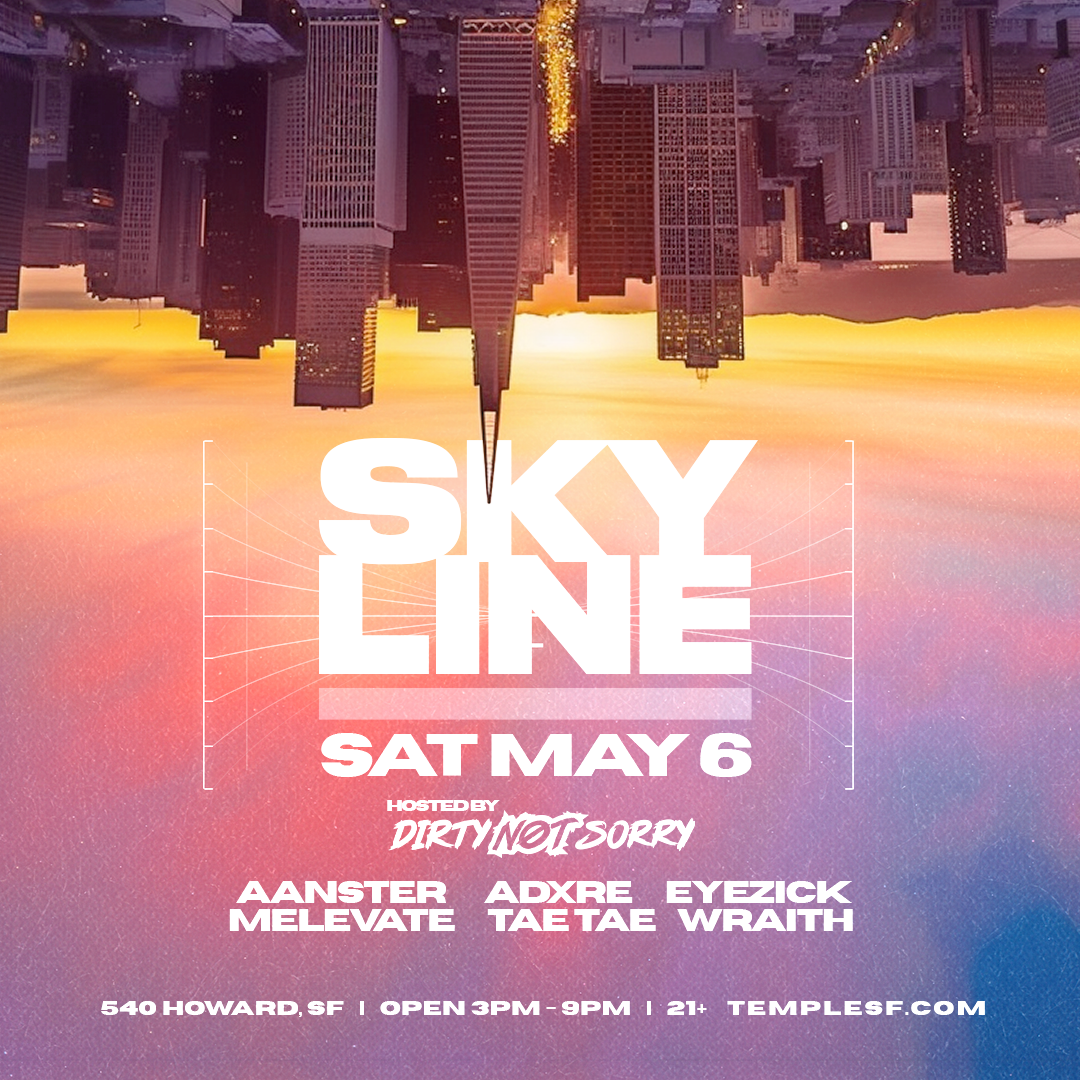 SKY
LINE
SAT MAY 6
HOSTED BY
DIRTY NOT SORRY
AANSTER ADXRE EYEZICK
MELEVATE TAE TAE WRAITH
540 HOWARD, SF | OPEN 3PM - 9PM | 21+ TEMPLESF.COM